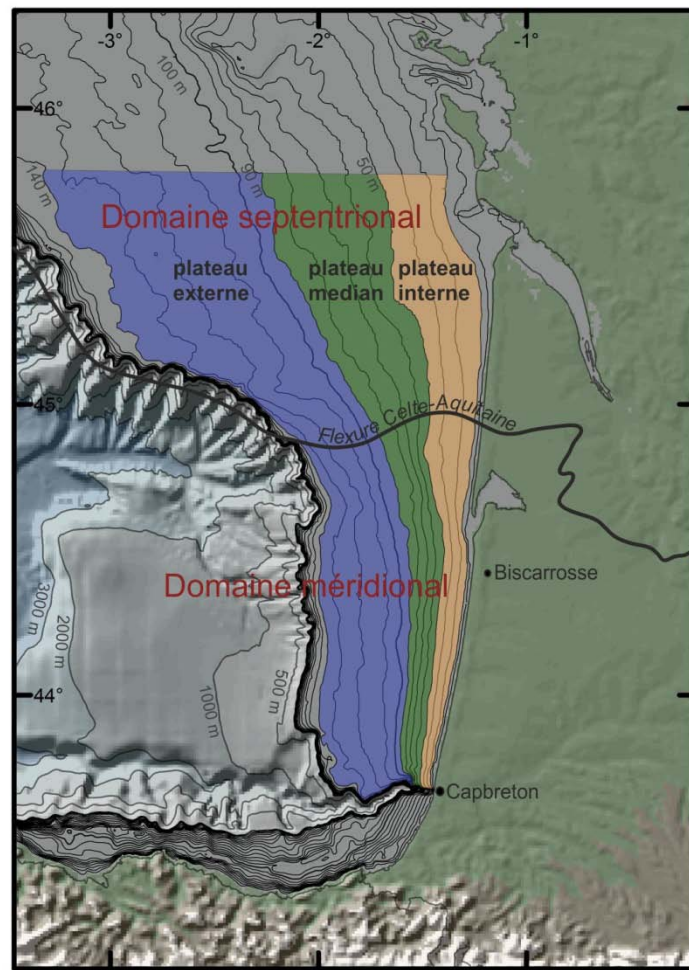 -3°
-2°
-1°
46°
100 m
50 m
90 m
140 m
Domaine septentrional
plateau
externe
plateau
median
plateau
interne
45°
Flexure Celte-Aquitaine
Biscarrosse
Domaine méridional
3000 m
2000 m
1000 m
500 m
44°
Capbreton